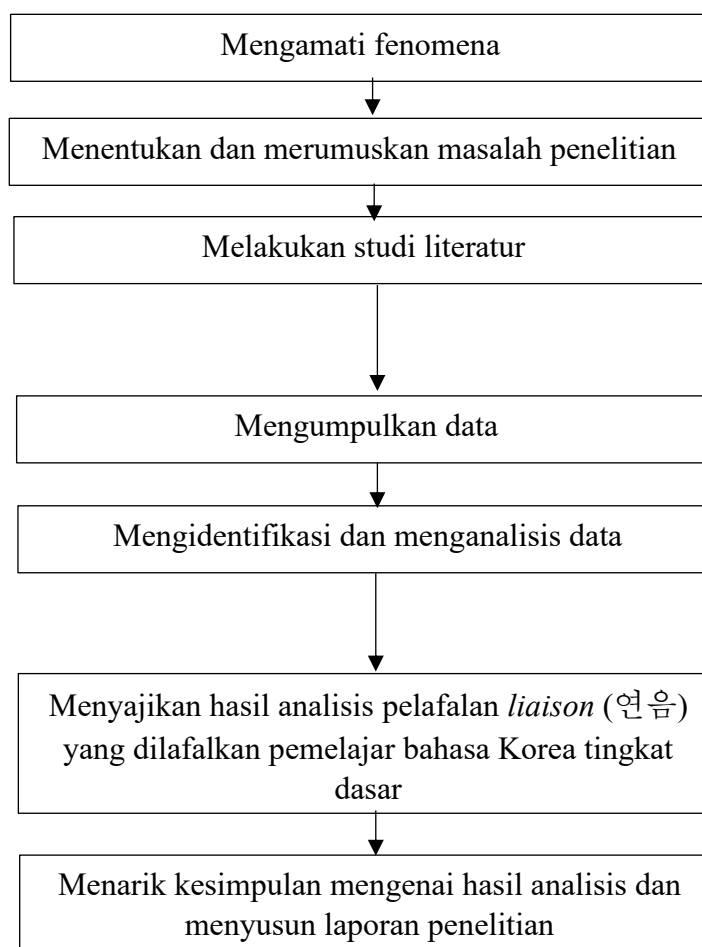 Mengamati fenomena
Menentukan dan merumuskan masalah penelitian
Melakukan studi literatur
Mengumpulkan data
Mengidentifikasi dan menganalisis data
Menyajikan hasil analisis pelafalan liaison (연음)
yang dilafalkan pemelajar bahasa Korea tingkat
dasar
Menarik kesimpulan mengenai hasil analisis dan
menyusun laporan penelitian